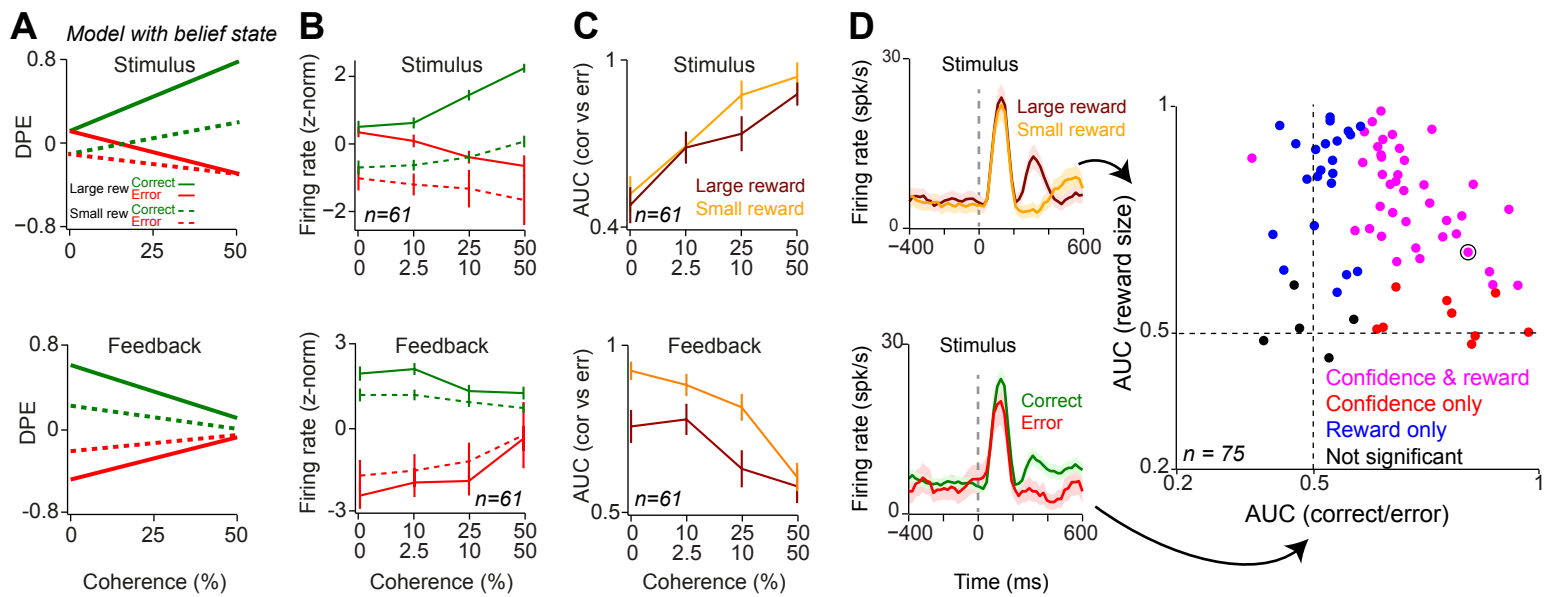 A
Model with belief state
0.8
Stimulus
DPE
0
Large rew Correct
Error
Small rew Correct
Error
−0.8
0
25
50
0.8
Feedback
DPE
0
-0.8
0
25
50
Coherence (%)
B
Firing rate (z-norm)
Stimulus
2
0
−2
n=61
0 10 25 50
0 2.5 10 50
Firing rate (z-norm)
3
Feedback
0
-3
n=61
0 10 25 50
0 2.5 10 50
Coherence (%)
C
AUC (cor vs err)
1
Stimulus
Large reward
n=61 Small reward
0.4
0 10 25 50
0 2.5 10 50
AUC (cor vs err)
1
Feedback
n=61
0.5
0 10 25 50
0 2.5 10 50
Coherence (%)
D
Firing rate (spk/s)
30
Stimulus
Large reward
Small reward
0
−400 0 600
Firing rate (spk/s)
30
Stimulus
Correct
Error
0
−400 0 600
Time (ms)
AUC (reward size)
1
0.5
Confidence & reward
Confidence only
Reward only
n = 75 Not significant
0.2
0.2 0.5 1
AUC (correct/error)